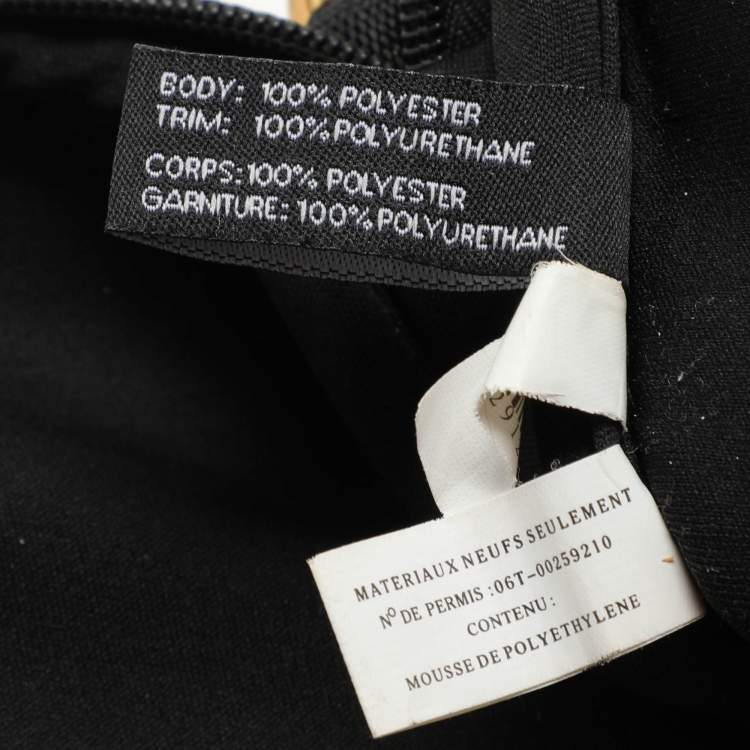 BODY: 100% POLYESTER
TRIM: 100% POLYURETHANE
CORPS: 100% POLYESTER
GARNITURE: 100% POLYURETHANE
MATERIAUX NEUFS SEULEMENT
Nº DE PERMIS :06T-00259210
CONTENU:
MOUSSE DE POLYETHYLENE